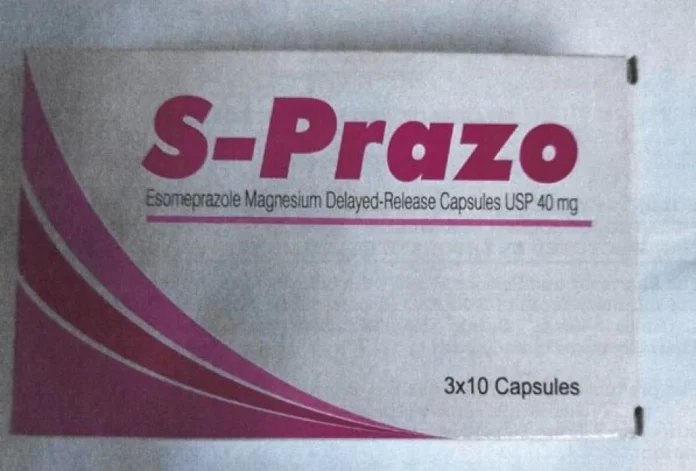 S-Prazo
Esomeprazole Magnesium Delayed-Release Capsules USP 40 mg
3x10 Capsules